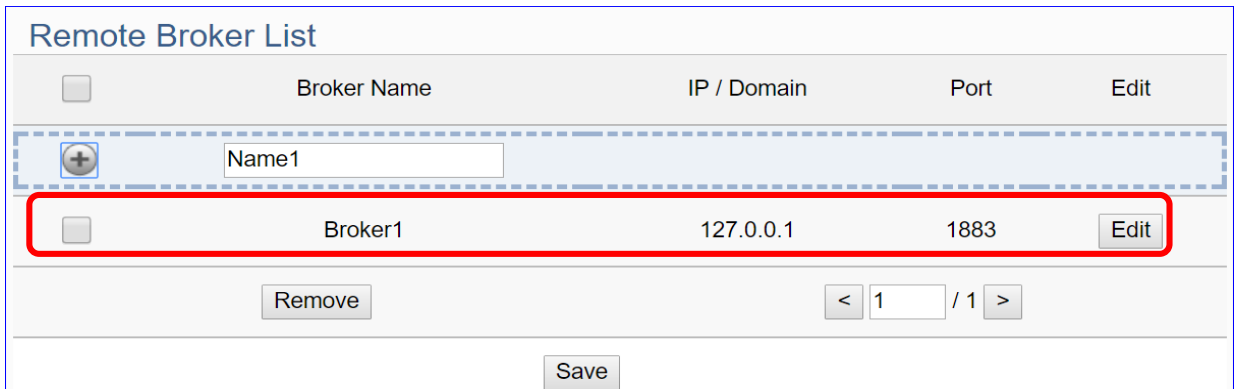 Remote Broker List
Broker Name IP / Domain Port Edit
Name1
Broker1 127.0.0.1 1883 Edit
Remove < 1 / 1 >
Save